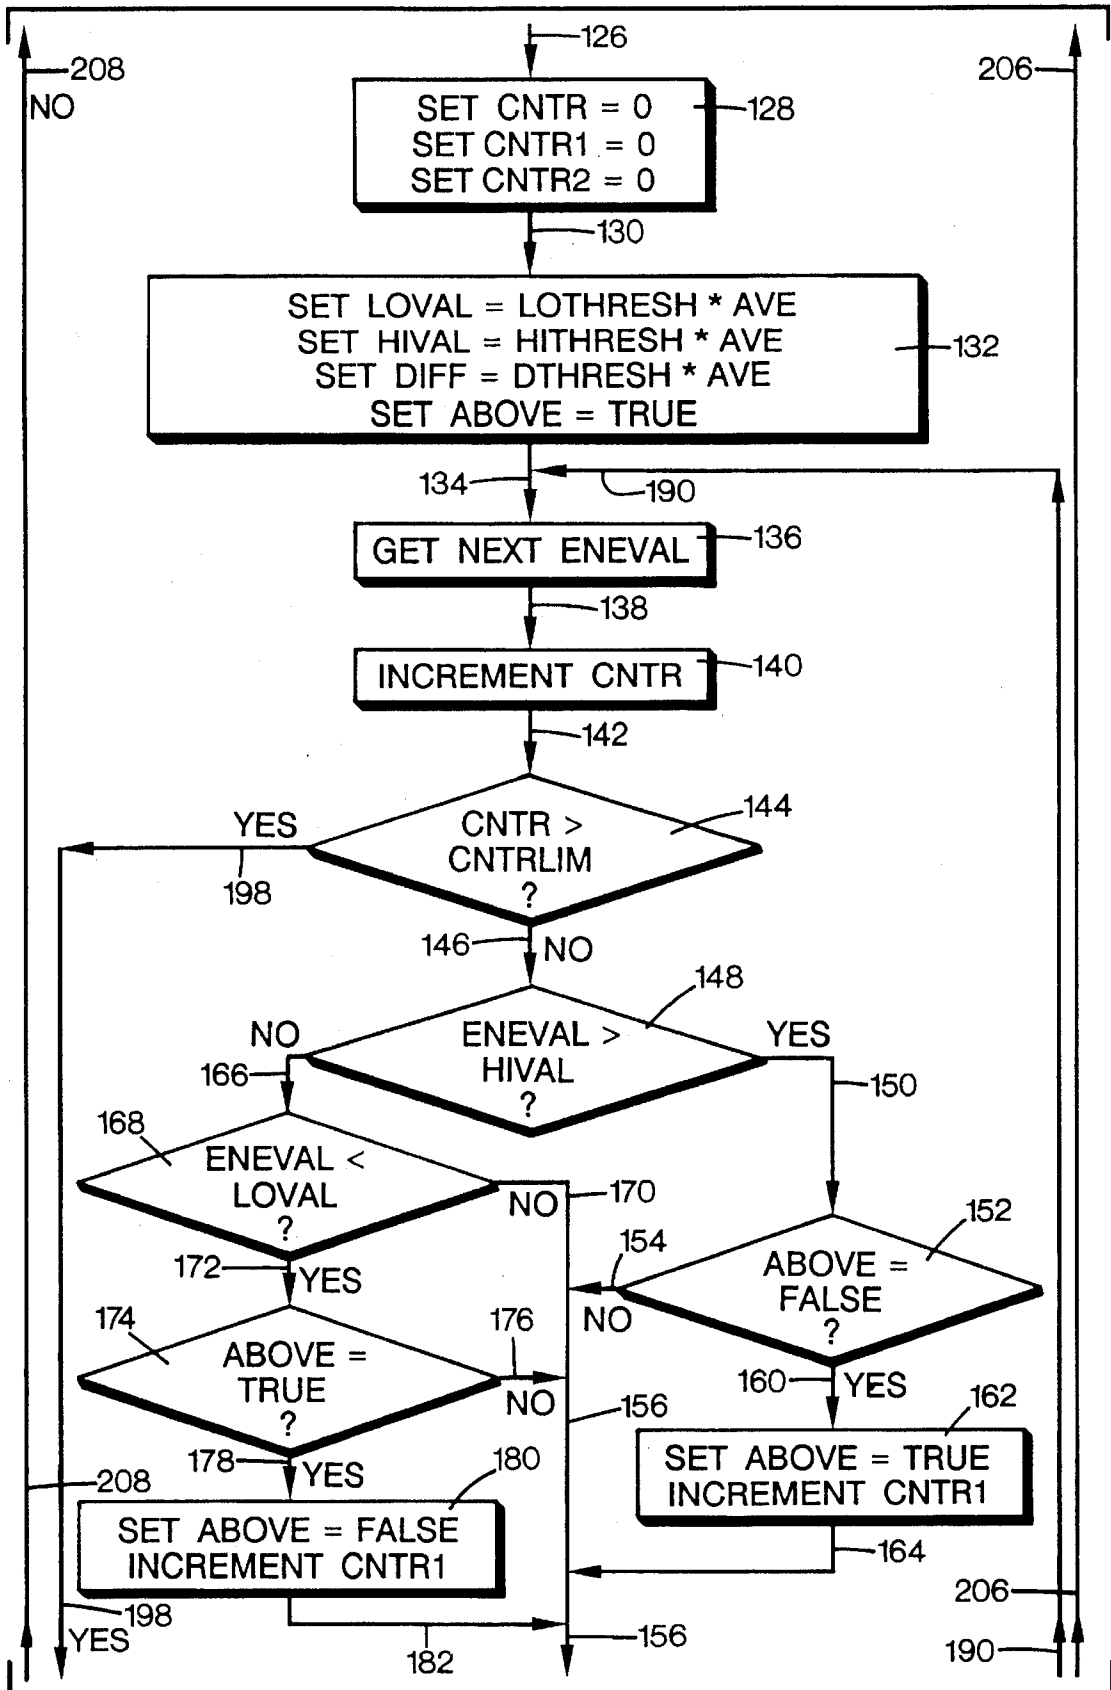 126
208
206
NO
SET CNTR = 0
SET CNTR1 = 0
SET CNTR2 = 0
128
130
SET LOVAL = LOTHRESH * AVE
SET HIVAL = HITHRESH * AVE
SET DIFF = DTHRESH * AVE
SET ABOVE = TRUE
132
134
190
GET NEXT ENEVAL
136
138
INCREMENT CNTR
140
142
144
YES
CNTR >
CNTRLIM
?
198
146
NO
148
NO
ENEVAL >
HIVAL
?
YES
166
150
168
ENEVAL <
LOVAL
?
NO
170
152
154
172
YES
ABOVE =
FALSE
?
NO
174
176
ABOVE =
TRUE
?
NO
160
YES
156
162
178
YES
180
SET ABOVE = TRUE
INCREMENT CNTR1
208
SET ABOVE = FALSE
INCREMENT CNTR1
164
206
198
YES
182
156
190